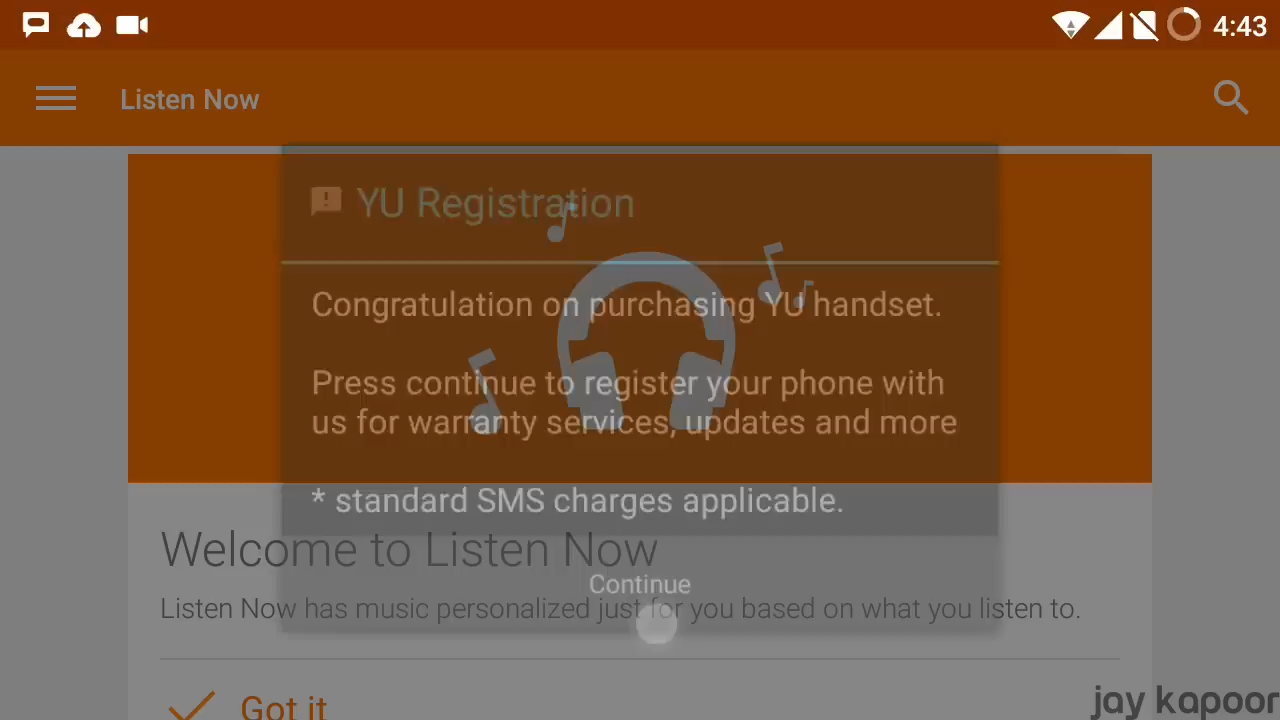 4:43
Listen Now
YU Registration
Congratulation on purchasing YU handset.
Press continue to register your phone with
us for warranty services, updates and more
* standard SMS charges applicable.
Welcome to Listen Now
Continue
Listen Now has music personalized just for you based on what you listen to.
Got it
jay kapoor